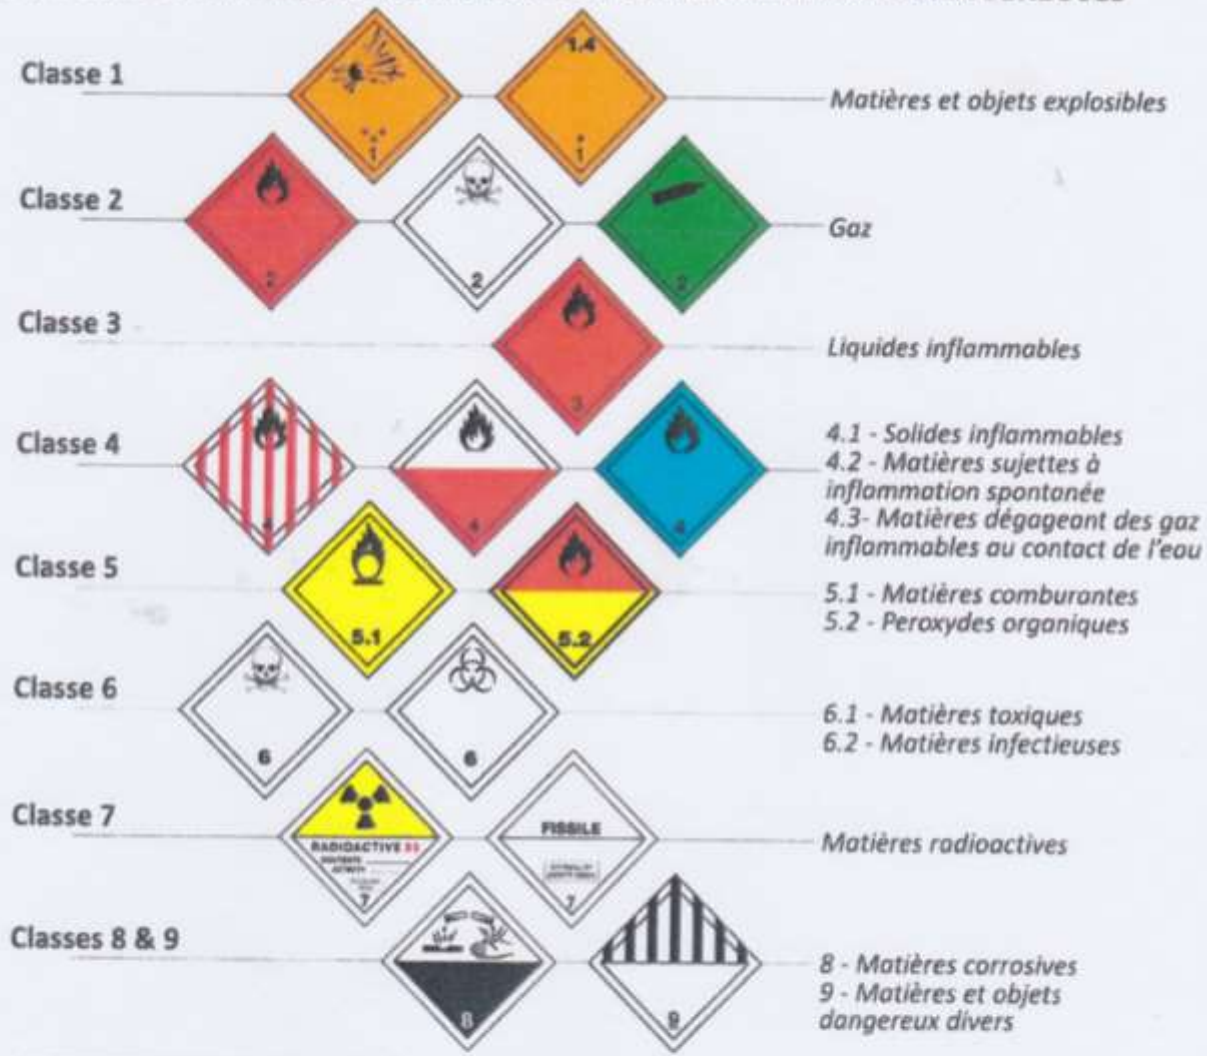 Classe 1
1
1.4
1
Matières et objets explosibles
Classe 2
2
2
2
Gaz
Classe 3
3
Liquides inflammables
Classe 4
4
4
4
4.1 - Solides inflammables
4.2 - Matières sujettes à
inflammation spontanée
4.3- Matières dégageant des gaz
inflammables au contact de l'eau
Classe 5
5.1
5.2
5.1 - Matières comburantes
5.2 - Peroxydes organiques
Classe 6
6
6
6.1 - Matières toxiques
6.2 - Matières infectieuses
Classe 7
RADIOACTIVE
7
FISSILE
7
Matières radioactives
Classes 8 & 9
8
9
8 - Matières corrosives
9 - Matières et objets
dangereux divers